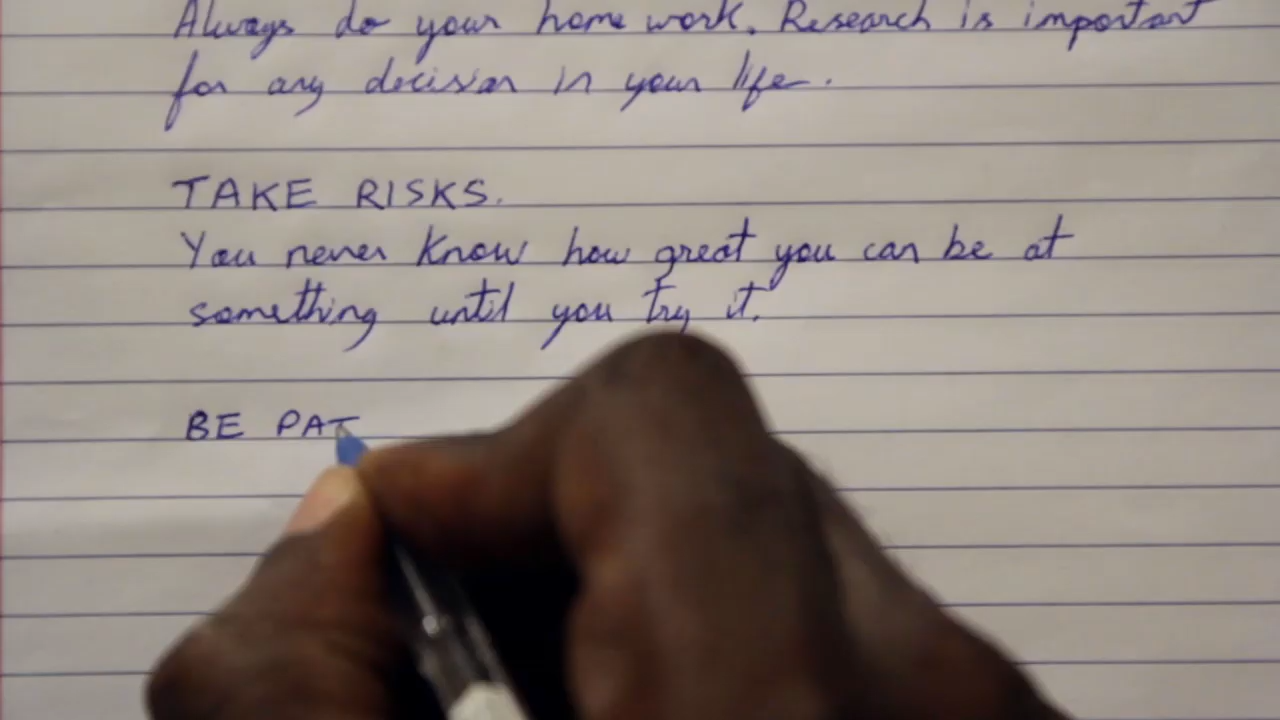 Always do your home work. Research is important
for any decision in your life.
TAKE RISKS.
You never know how great you can be at
something until you try it.
BE PAT